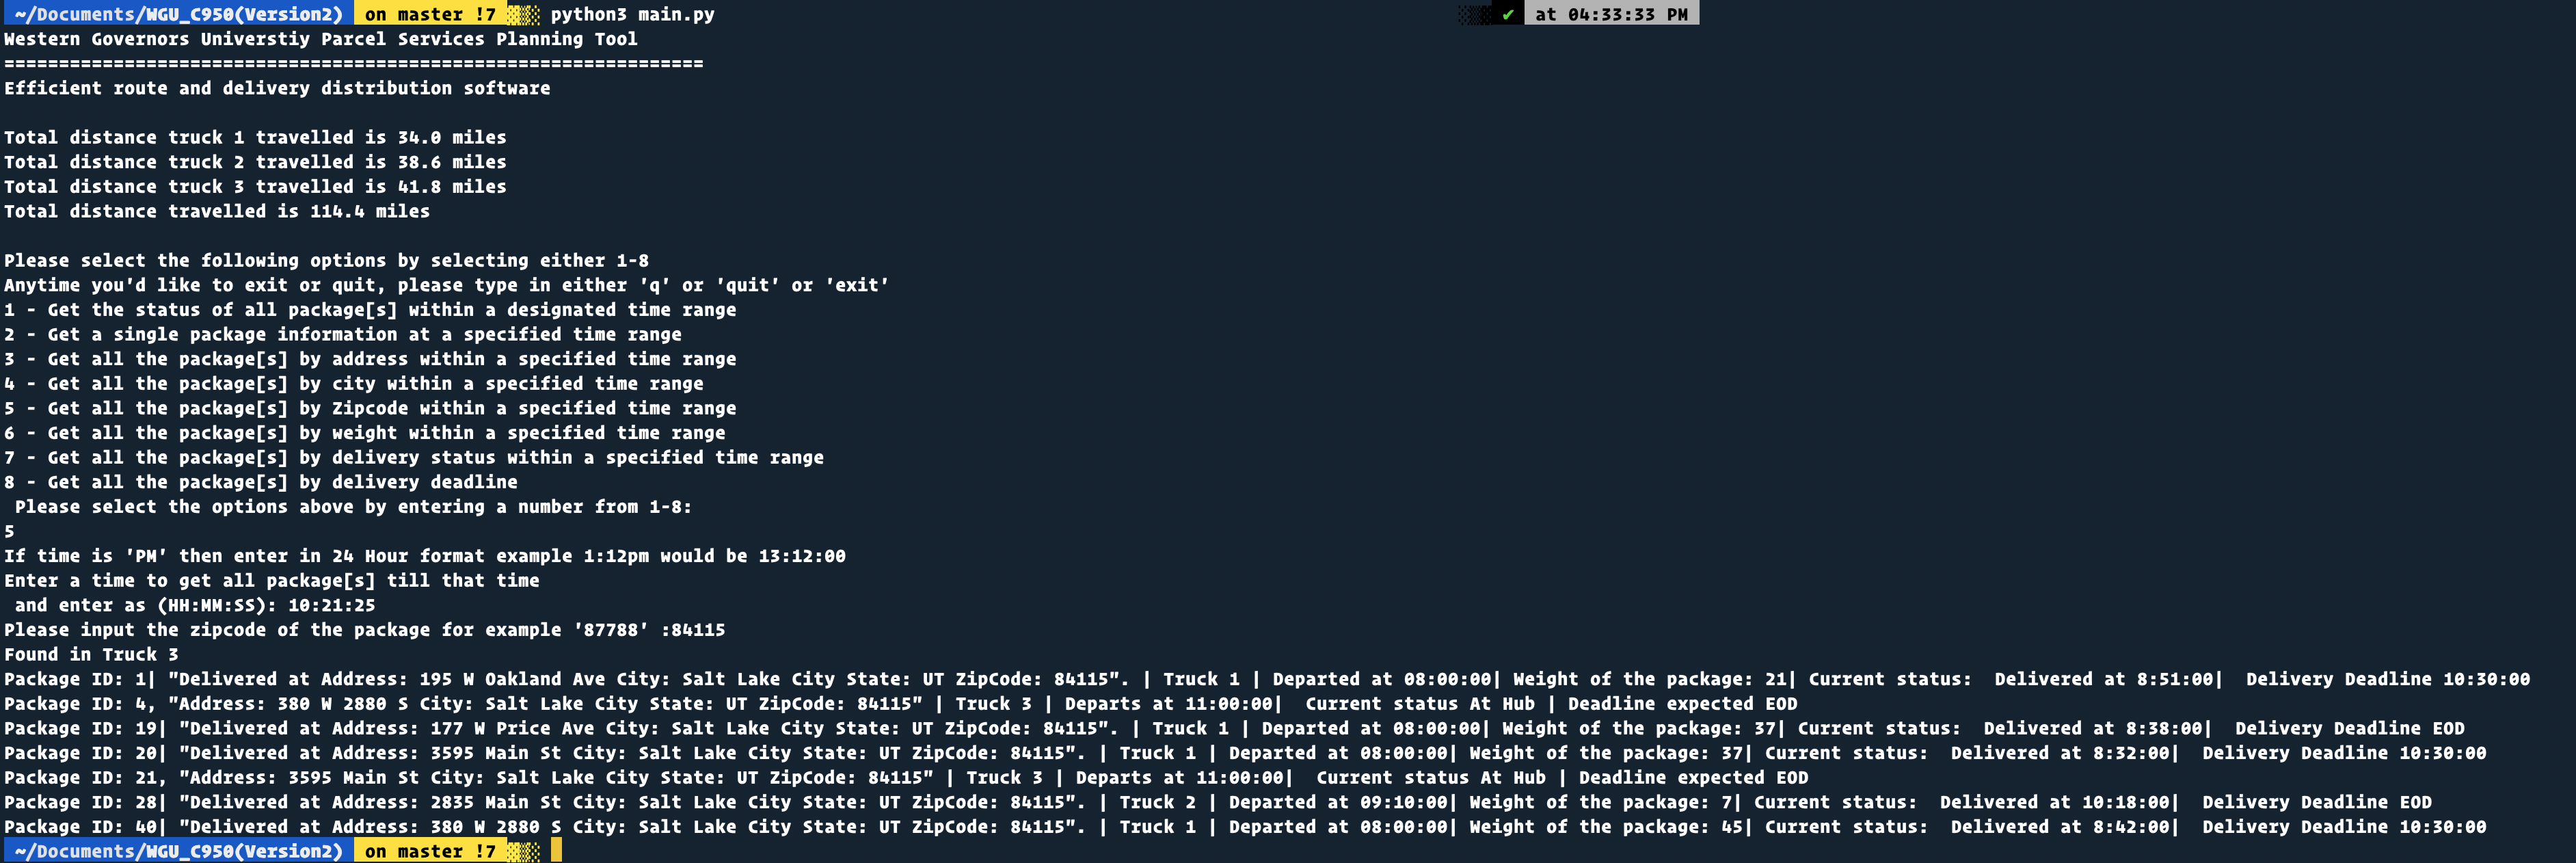 ~/Documents/WGU_C950(Version2) on master !7 python3 main.py ✔ at 04:33:33 PM
Western Governors Universtiy Parcel Services Planning Tool
================================================================
Efficient route and delivery distribution software
Total distance truck 1 travelled is 34.0 miles
Total distance truck 2 travelled is 38.6 miles
Total distance truck 3 travelled is 41.8 miles
Total distance travelled is 114.4 miles
Please select the following options by selecting either 1-8
Anytime you'd like to exit or quit, please type in either 'q' or 'quit' or 'exit'
1 - Get the status of all package[s] within a designated time range
2 - Get a single package information at a specified time range
3 - Get all the package[s] by address within a specified time range
4 - Get all the package[s] by city within a specified time range
5 - Get all the package[s] by Zipcode within a specified time range
6 - Get all the package[s] by weight within a specified time range
7 - Get all the package[s] by delivery status within a specified time range
8 - Get all the package[s] by delivery deadline
 Please select the options above by entering a number from 1-8:
5
If time is 'PM' then enter in 24 Hour format example 1:12pm would be 13:12:00
Enter a time to get all package[s] till that time
 and enter as (HH:MM:SS): 10:21:25
Please input the zipcode of the package for example '87788' :84115
Found in Truck 3
Package ID: 1| "Delivered at Address: 195 W Oakland Ave City: Salt Lake City State: UT ZipCode: 84115". | Truck 1 | Departed at 08:00:00| Weight of the package: 21| Current status:  Delivered at 8:51:00|  Delivery Deadline 10:30:00
Package ID: 4, "Address: 380 W 2880 S City: Salt Lake City State: UT ZipCode: 84115" | Truck 3 | Departs at 11:00:00|  Current status At Hub | Deadline expected EOD
Package ID: 19| "Delivered at Address: 177 W Price Ave City: Salt Lake City State: UT ZipCode: 84115". | Truck 1 | Departed at 08:00:00| Weight of the package: 37| Current status:  Delivered at 8:38:00|  Delivery Deadline EOD
Package ID: 20| "Delivered at Address: 3595 Main St City: Salt Lake City State: UT ZipCode: 84115". | Truck 1 | Departed at 08:00:00| Weight of the package: 37| Current status:  Delivered at 8:32:00|  Delivery Deadline 10:30:00
Package ID: 21, "Address: 3595 Main St City: Salt Lake City State: UT ZipCode: 84115" | Truck 3 | Departs at 11:00:00|  Current status At Hub | Deadline expected EOD
Package ID: 28| "Delivered at Address: 2835 Main St City: Salt Lake City State: UT ZipCode: 84115". | Truck 2 | Departed at 09:10:00| Weight of the package: 7| Current status:  Delivered at 10:18:00|  Delivery Deadline EOD
Package ID: 40| "Delivered at Address: 380 W 2880 S City: Salt Lake City State: UT ZipCode: 84115". | Truck 1 | Departed at 08:00:00| Weight of the package: 45| Current status:  Delivered at 8:42:00|  Delivery Deadline 10:30:00
~/Documents/WGU_C950(Version2) on master !7